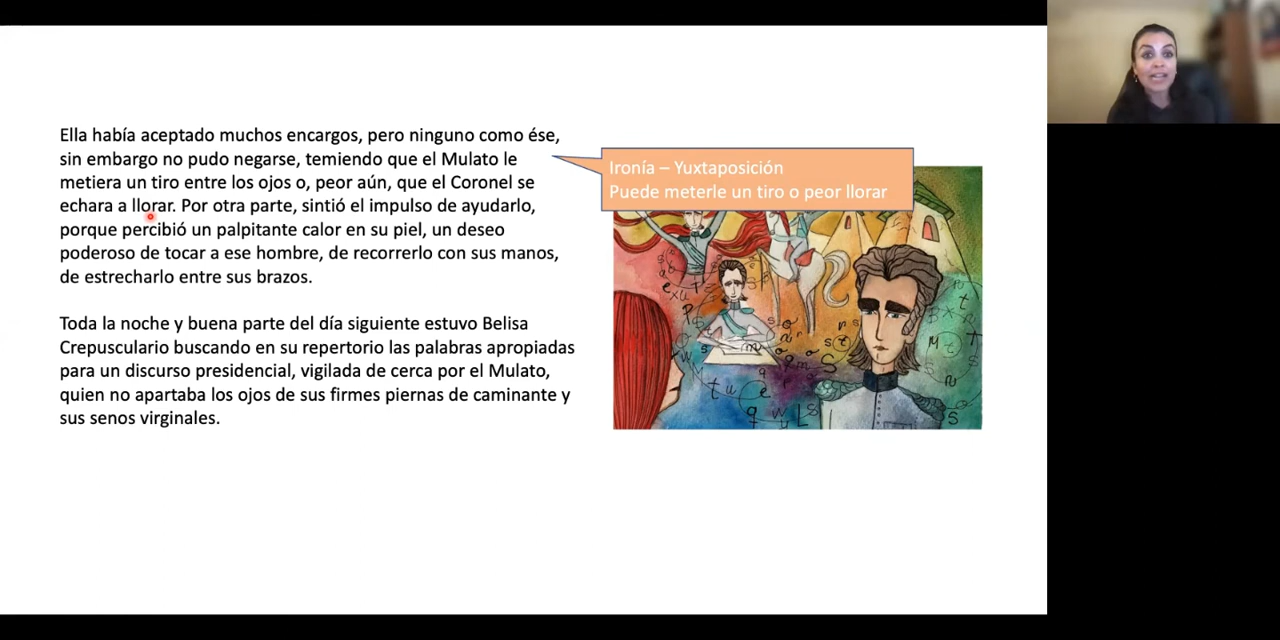 Ella había aceptado muchos encargos, pero ninguno como ése,
sin embargo no pudo negarse, temiendo que el Mulato le
metiera un tiro entre los ojos o, peor aún, que el Coronel se
echara a llorar. Por otra parte, sintió el impulso de ayudarlo,
porque percibió un palpitante calor en su piel, un deseo
poderoso de tocar a ese hombre, de recorrerlo con sus manos,
de estrecharlo entre sus brazos.
Toda la noche y buena parte del día siguiente estuvo Belisa
Crepusculario buscando en su repertorio las palabras apropiadas
para un discurso presidencial, vigilada de cerca por el Mulato,
quien no apartaba los ojos de sus firmes piernas de caminante y
sus senos virginales.
Ironía – Yuxtaposición
Puede meterle un tiro o peor llorar